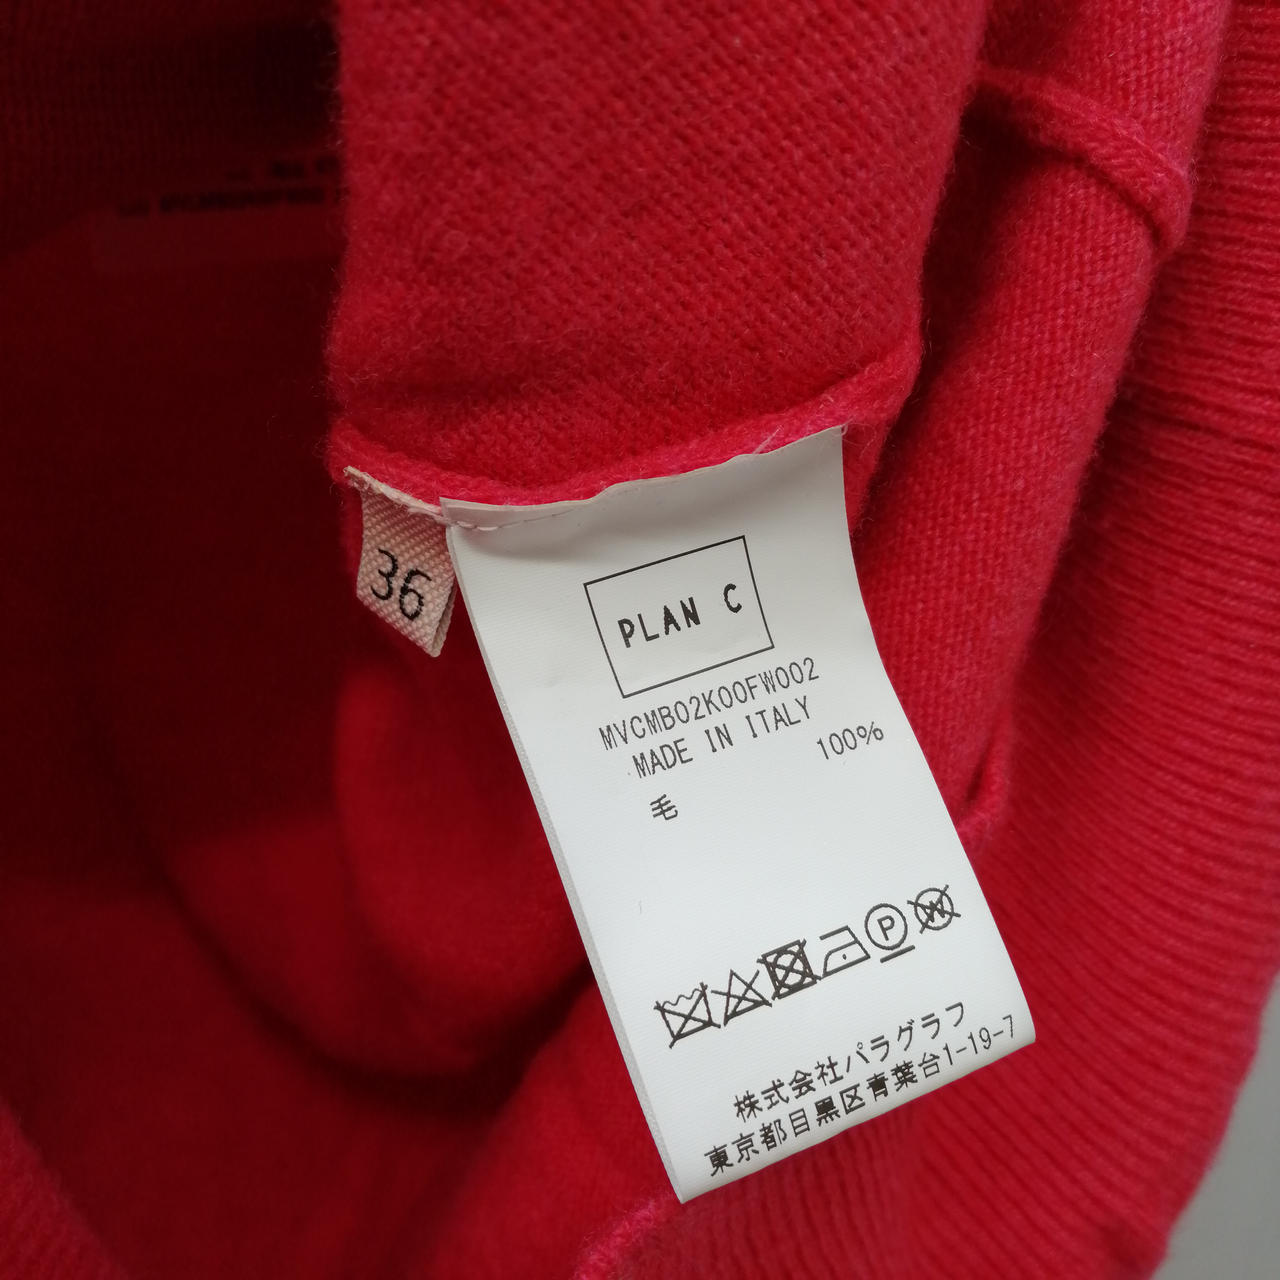 36
PLAN C
MVCMB02K00FW002
MADE IN ITALY
100%
毛
P W
株式会社パラグラフ
東京都目黒区青葉台1-19-7